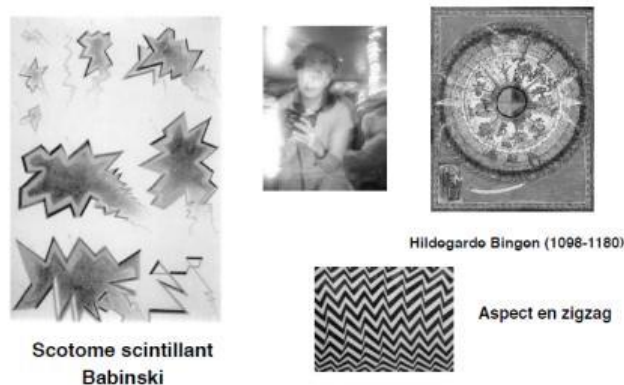 Hildegarde Bingen (1098-1180)
Aspect en zigzag
Scotome scintillant
Babinski